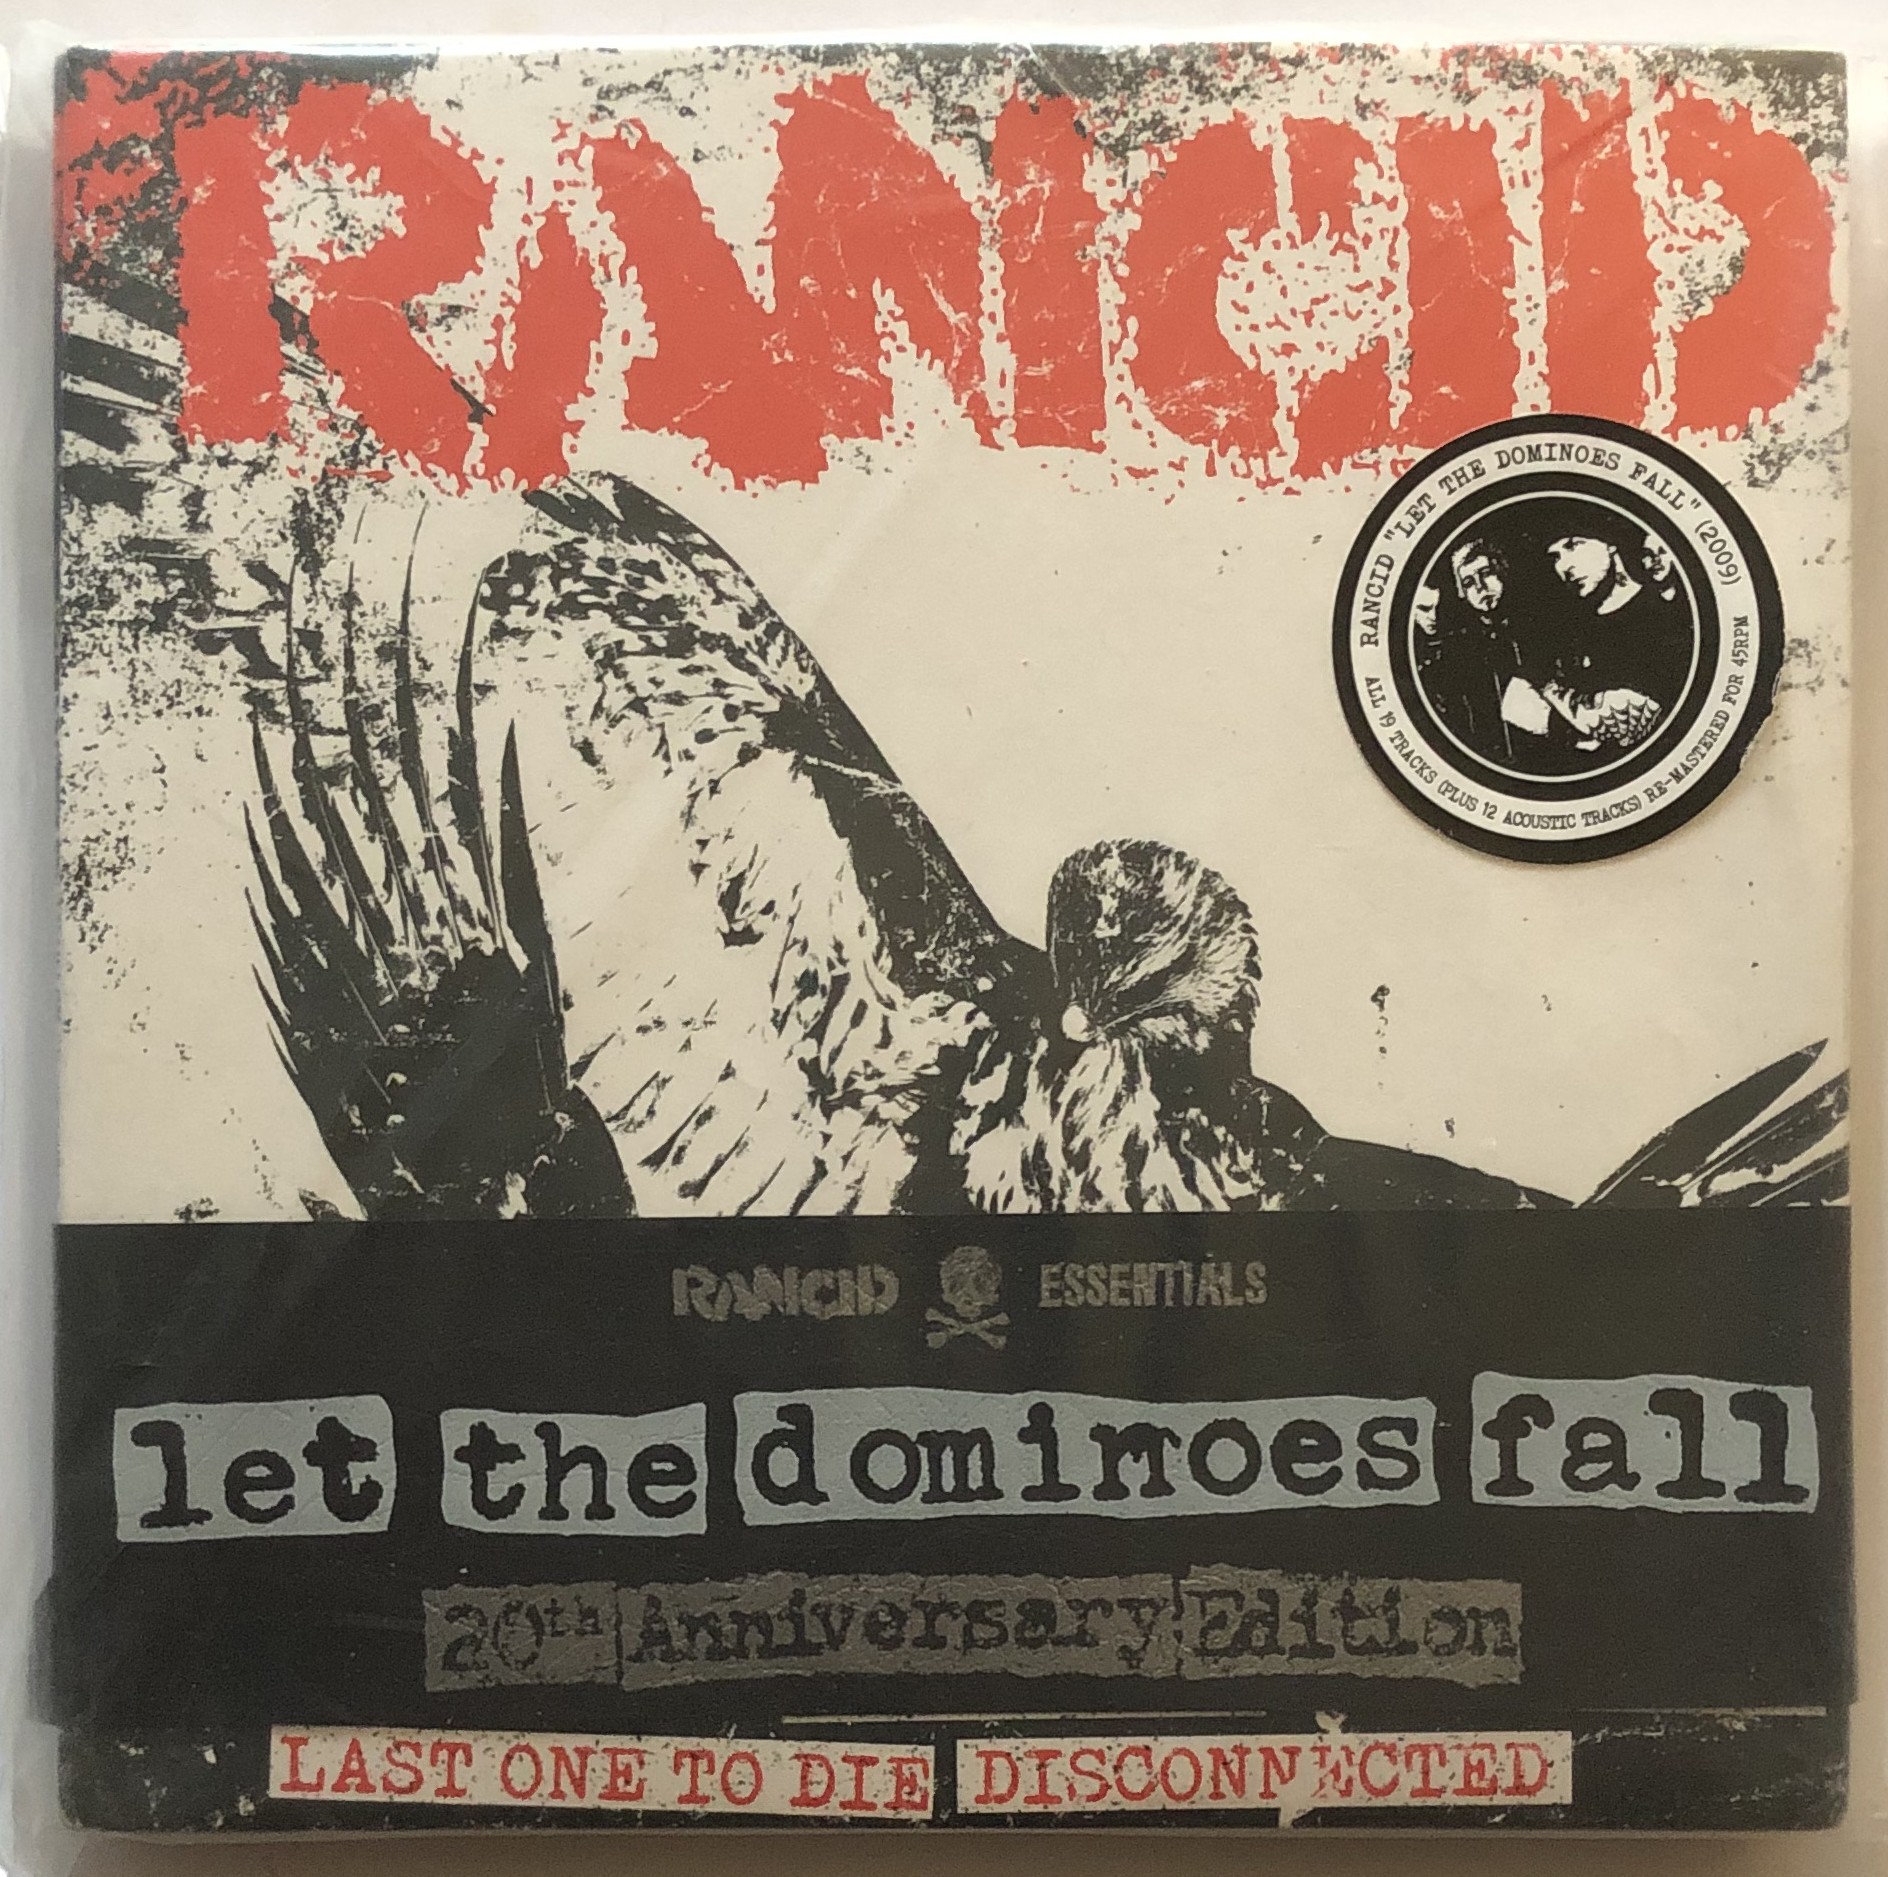 RANCID
RANCID "LET THE DOMINOES FALL" (2009)
ALL 19 TRACKS (PLUS 12 ACOUSTIC TRACKS) RE-MASTERED FOR 45RPM
RANCID ESSENTIALS
let the dominoes fall
20th Anniversary Edition
LAST ONE TO DIE DISCONNECTED